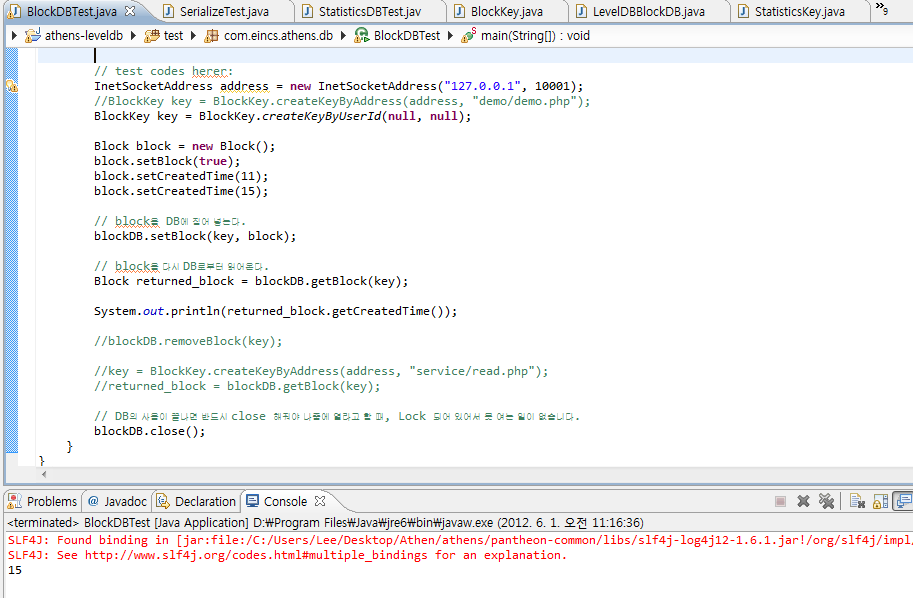 BlockDBTest.java SerializeTest.java StatisticsDBTest.jav BlockKey.java LevelDBBlockDB.java StatisticsKey.java »9
athens-leveldb test com.eincs.athens.db BlockDBTest main(String[]) : void
// test codes herer:
InetSocketAddress address = new InetSocketAddress("127.0.0.1", 10001);
//BlockKey key = BlockKey.createKeyByAddress(address, "demo/demo.php");
BlockKey key = BlockKey.createKeyByUserId(null, null);
Block block = new Block();
block.setBlock(true);
block.setCreatedTime(11);
block.setCreatedTime(15);
// block을 DB에 집어 넣는다.
blockDB.setBlock(key, block);
// block을 다시 DB로부터 읽어온다.
Block returned_block = blockDB.getBlock(key);
System.out.println(returned_block.getCreatedTime());
//blockDB.removeBlock(key);
//key = BlockKey.createKeyByAddress(address, "service/read.php");
//returned_block = blockDB.getBlock(key);
// DB의 사용이 끝나면 반드시 close 해줘야 나중에 열라고 할 때, Lock 되어 있어서 못 여는 일이 없습니다.
blockDB.close();
}
}
Problems @ Javadoc Declaration Console
<terminated> BlockDBTest [Java Application] D:₩Program Files₩Java₩jre6₩bin₩javaw.exe (2012. 6. 1. 오전 11:16:36)
SLF4J: Found binding in [jar:file:/C:/Users/Lee/Desktop/Athen/athens/pantheon-common/libs/slf4j-log4j12-1.6.1.jar!/org/slf4j/impl/
SLF4J: See http://www.slf4j.org/codes.html#multiple_bindings for an explanation.
15